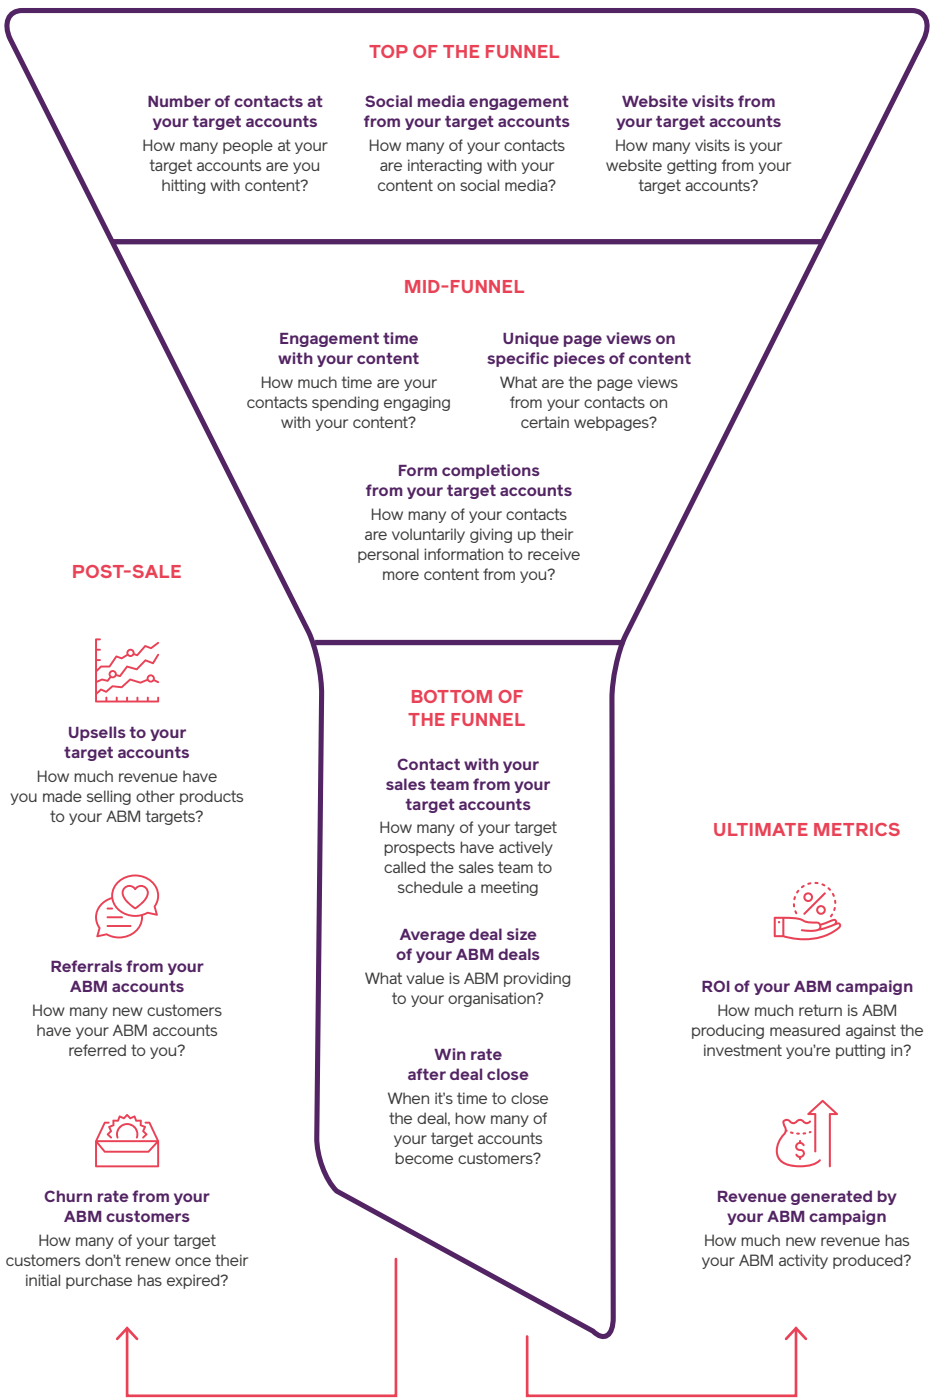 TOP OF THE FUNNEL
Number of contacts at
your target accounts
How many people at your
target accounts are you
hitting with content?
Social media engagement
from your target accounts
How many of your contacts
are interacting with your
content on social media?
Website visits from
your target accounts
How many visits is your
website getting from your
target accounts?
MID-FUNNEL
Engagement time
with your content
How much time are your
contacts spending engaging
with your content?
Unique page views on
specific pieces of content
What are the page views
from your contacts on
certain webpages?
Form completions
from your target accounts
How many of your contacts
are voluntarily giving up their
personal information to receive
more content from you?
BOTTOM OF
THE FUNNEL
Contact with your
sales team from your
target accounts
How many of your target
prospects have actively
called the sales team to
schedule a meeting
Average deal size
of your ABM deals
What value is ABM providing
to your organisation?
Win rate
after deal close
When it's time to close
the deal, how many of
your target accounts
become customers?
POST-SALE
Upsells to your
target accounts
How much revenue have
you made selling other products
to your ABM targets?
Referrals from your
ABM accounts
How many new customers
have your ABM accounts
referred to you?
Churn rate from your
ABM customers
How many of your target
customers don't renew once their
initial purchase has expired?
ULTIMATE METRICS
%
ROI of your ABM campaign
How much return is ABM
producing measured against the
investment you're putting in?
$
Revenue generated by
your ABM campaign
How much new revenue has
your ABM activity produced?